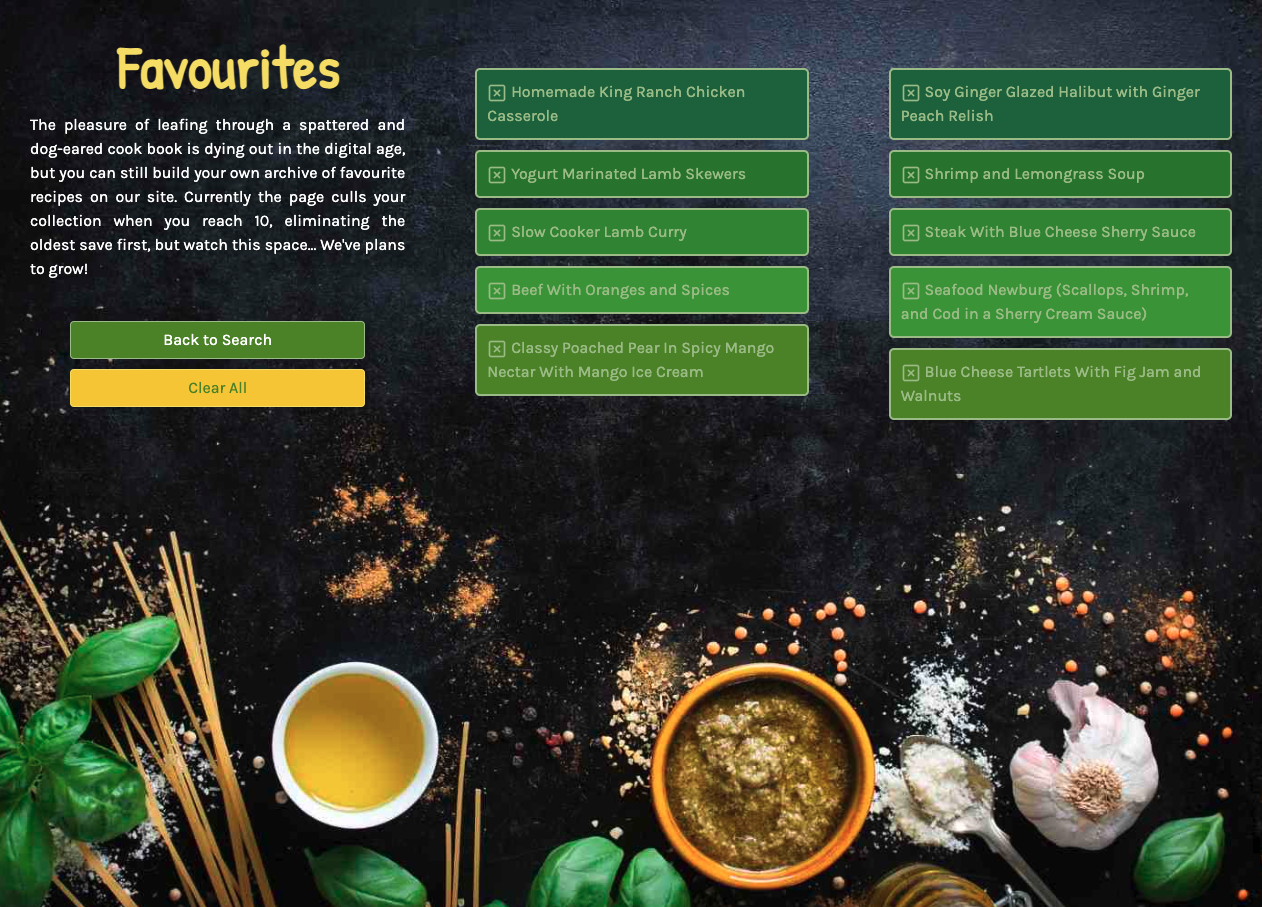 Favourites
The pleasure of leafing through a spattered and
dog-eared cook book is dying out in the digital age,
but you can still build your own archive of favourite
recipes on our site. Currently the page culls your
collection when you reach 10, eliminating the
oldest save first, but watch this space... We've plans
to grow!
Back to Search
Clear All
Homemade King Ranch Chicken
Casserole
Yogurt Marinated Lamb Skewers
Slow Cooker Lamb Curry
Beef With Oranges and Spices
Classy Poached Pear In Spicy Mango
Nectar With Mango Ice Cream
Soy Ginger Glazed Halibut with Ginger
Peach Relish
Shrimp and Lemongrass Soup
Steak With Blue Cheese Sherry Sauce
Seafood Newburg (Scallops, Shrimp,
and Cod in a Sherry Cream Sauce)
Blue Cheese Tartlets With Fig Jam and
Walnuts